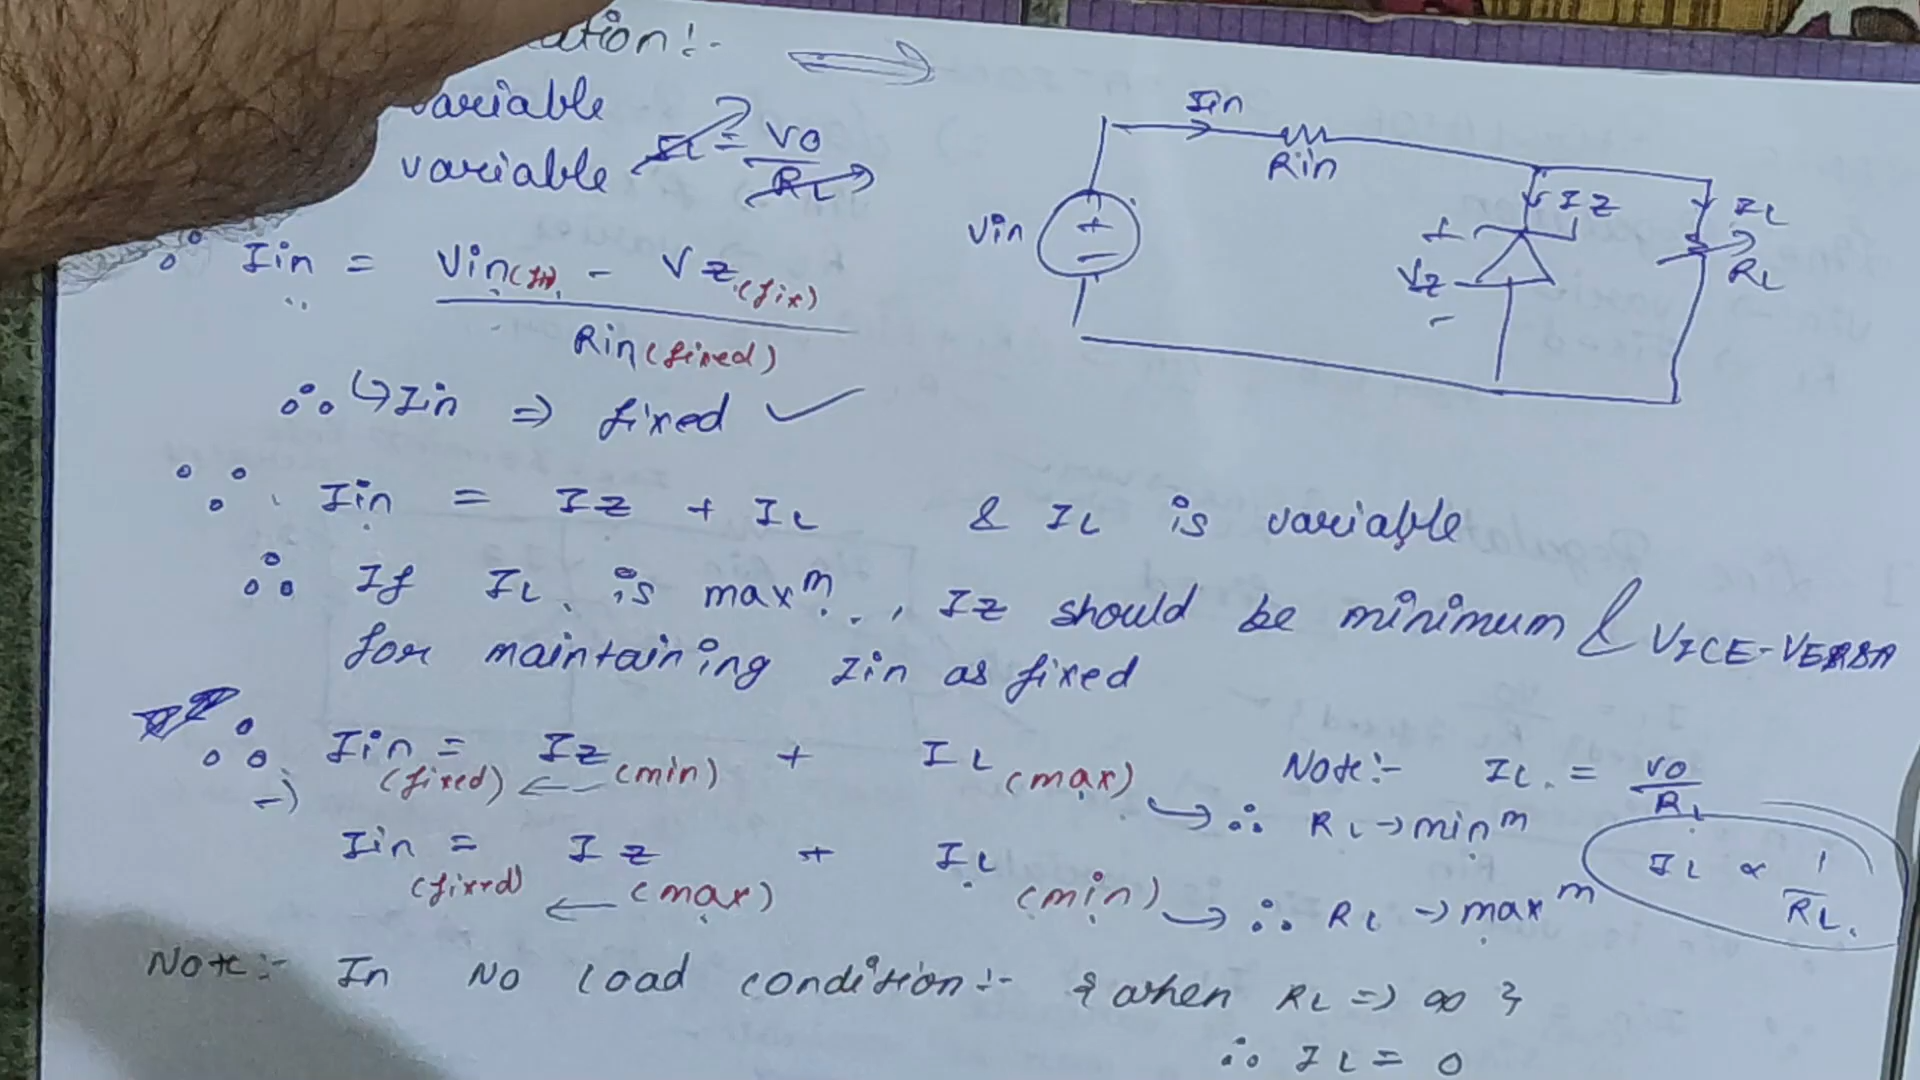 ation:-
variable
variable IL = VO / RL
∴ Iin = Vin(fix) - Vz(fix) / Rin(fixed)
∴ ↳ Iin ⇒ fixed ✓
Iin
Rin
Vin
+
-
IZ
IL
+
Vz
-
RL
∵ Iin = IZ + IL & IL is variable
∴ If IL is maxm., IZ should be minimum & VICE-VERSA
for maintaining Iin as fixed
∴ Iin (fixed) = IZ (min) + IL (max) ↳ ∴ RL → minm
Note:- IL = VO / RL
→) Iin (fixed) = IZ (max) + IL (min) ↳ ∴ RL → maxm
IL ∝ 1 / RL.
Note:- In No load condition:- {when RL ⇒ ∞}
∴ IL = 0